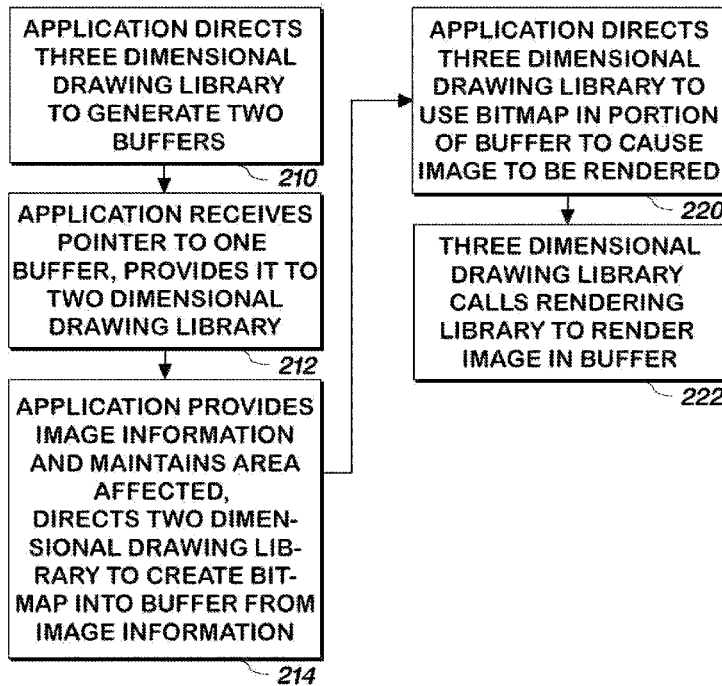 APPLICATION DIRECTS
THREE DIMENSIONAL
DRAWING LIBRARY
TO GENERATE TWO
BUFFERS
210
APPLICATION RECEIVES
POINTER TO ONE
BUFFER, PROVIDES IT TO
TWO DIMENSIONAL
DRAWING LIBRARY
212
APPLICATION PROVIDES
IMAGE INFORMATION
AND MAINTAINS AREA
AFFECTED,
DIRECTS TWO DIMEN-
SIONAL DRAWING LIB-
RARY TO CREATE BIT-
MAP INTO BUFFER FROM
IMAGE INFORMATION
214
APPLICATION DIRECTS
THREE DIMENSIONAL
DRAWING LIBRARY TO
USE BITMAP IN PORTION
OF BUFFER TO CAUSE
IMAGE TO BE RENDERED
220
THREE DIMENSIONAL
DRAWING LIBRARY
CALLS RENDERING
LIBRARY TO RENDER
IMAGE IN BUFFER
222